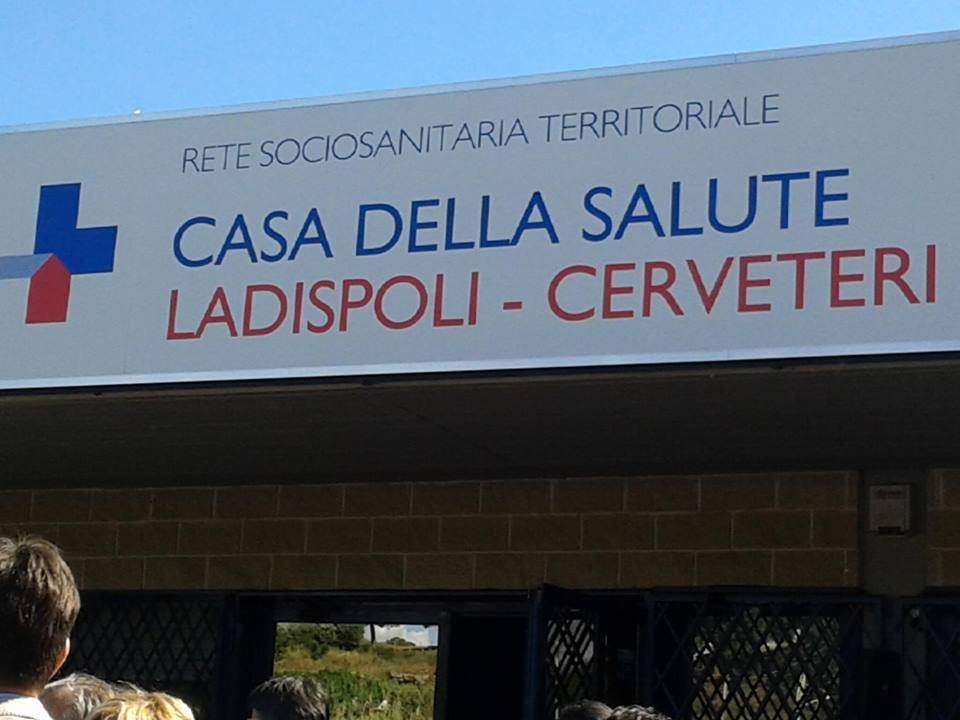 RETE SOCIOSANITARIA TERRITORIALE
CASA DELLA SALUTE
LADISPOLI - CERVETERI